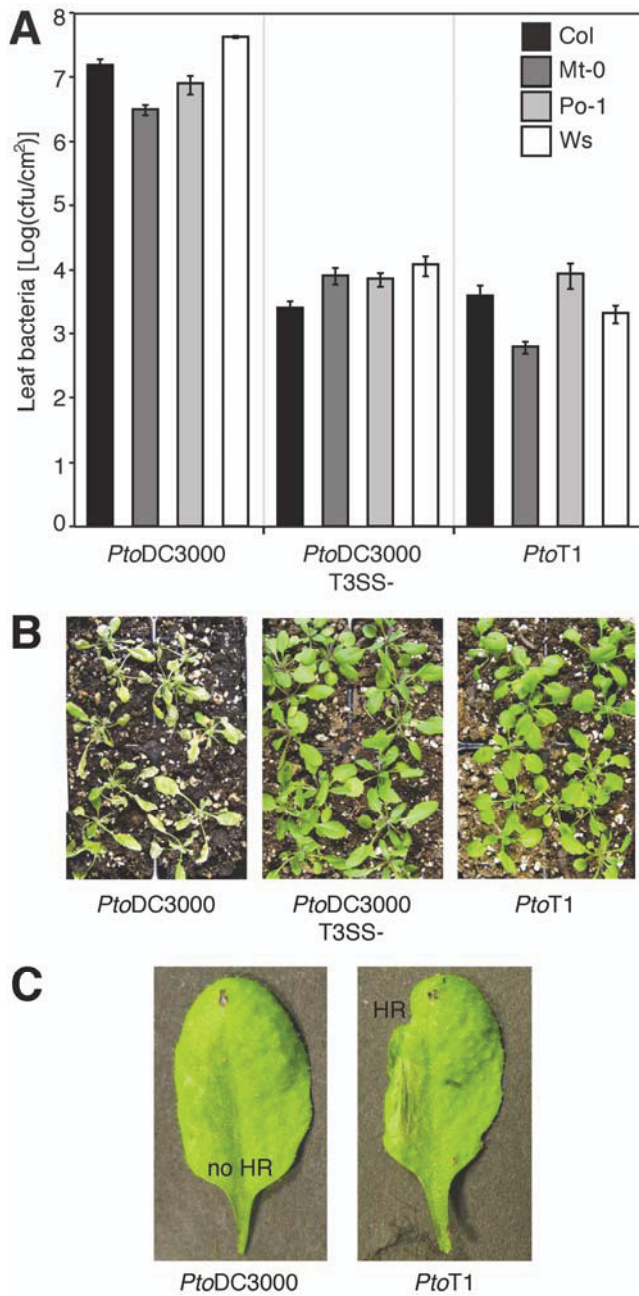 A
Leaf bacteria [Log(cfu/cm²)]
8
7
6
5
4
3
2
1
0
Col
Mt-0
Po-1
Ws
PtoDC3000
PtoDC3000
T3SS-
PtoT1
B
PtoDC3000
PtoDC3000
T3SS-
PtoT1
C
no HR
HR
PtoDC3000
PtoT1